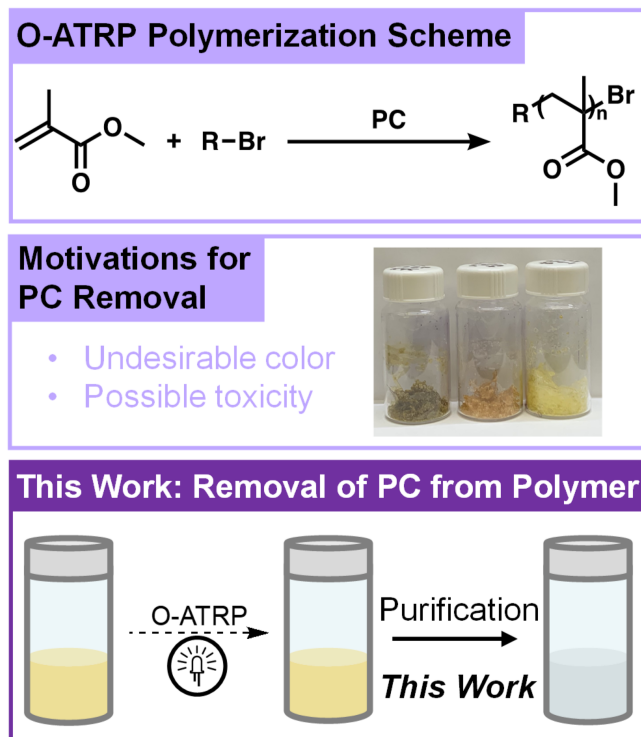 O-ATRP Polymerization Scheme
O
O
+
R–Br
PC
R
Br
n
O
O
Motivations for
PC Removal
• Undesirable color
• Possible toxicity
This Work: Removal of PC from Polymer
O-ATRP
Purification
This Work